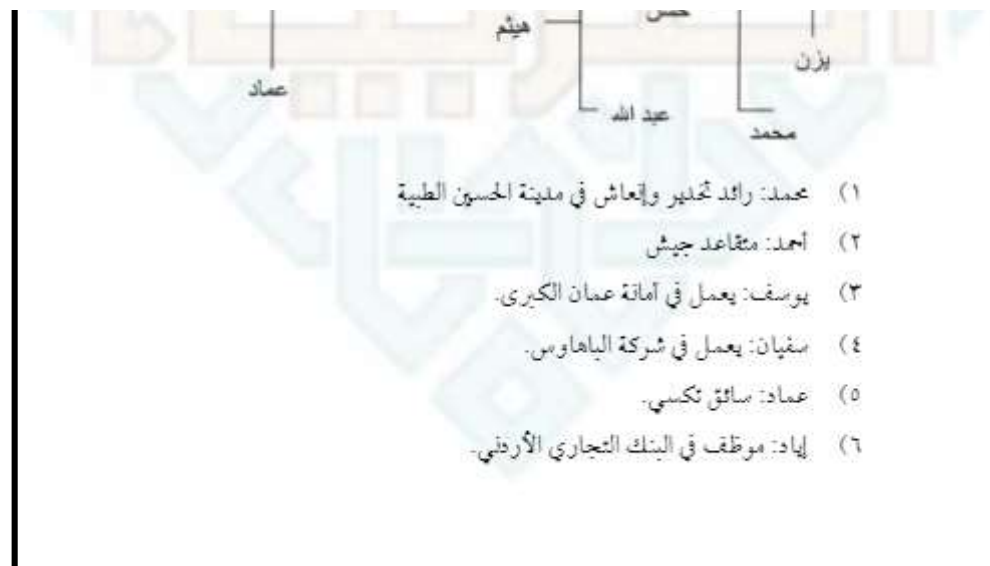 حسن
هيثم
يزن
عماد
عبد الله
محمد
١) محمد: رائد تخدير وإنعاش في مدينة الحسين الطبية
٢) أحمد: متقاعد جيش
٣) يوسف: يعمل في أمانة عمان الكبرى.
٤) سفيان: يعمل في شركة الباهاوس.
٥) عماد: سائق تكسي.
٦) إياد: موظف في البنك التجاري الأردني.